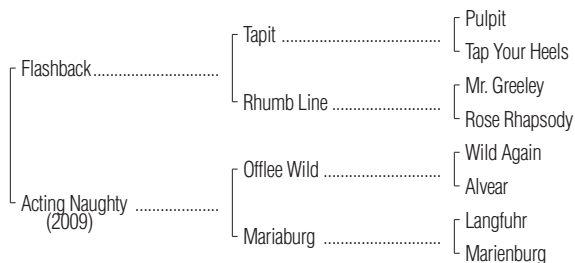 Pulpit
Tapit ........................................
Tap Your Heels
Flashback................................
Mr. Greeley
Rhumb Line ...........................
Rose Rhapsody
Wild Again
Offlee Wild .............................
Alvear
Acting Naughty .....................
(2009)
Langfuhr
Mariaburg ..............................
Marienburg